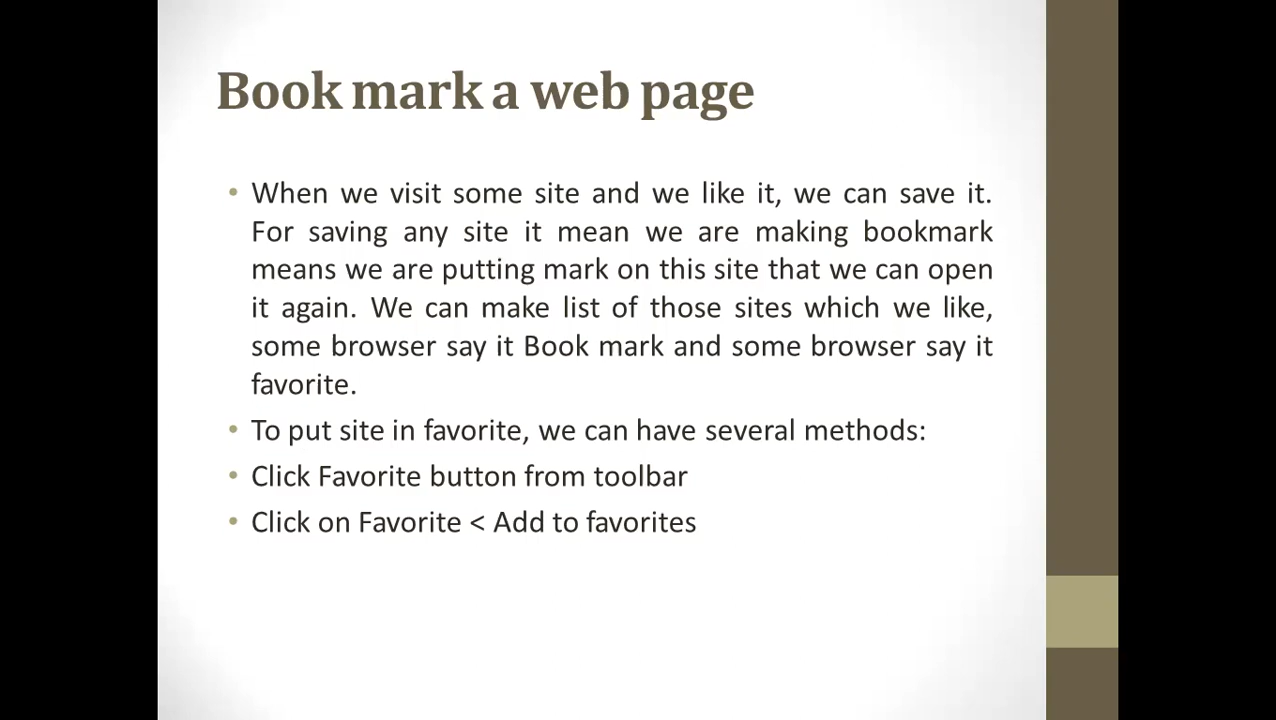 Book mark a web page
• When we visit some site and we like it, we can save it.
For saving any site it mean we are making bookmark
means we are putting mark on this site that we can open
it again. We can make list of those sites which we like,
some browser say it Book mark and some browser say it
favorite.
• To put site in favorite, we can have several methods:
• Click Favorite button from toolbar
• Click on Favorite < Add to favorites